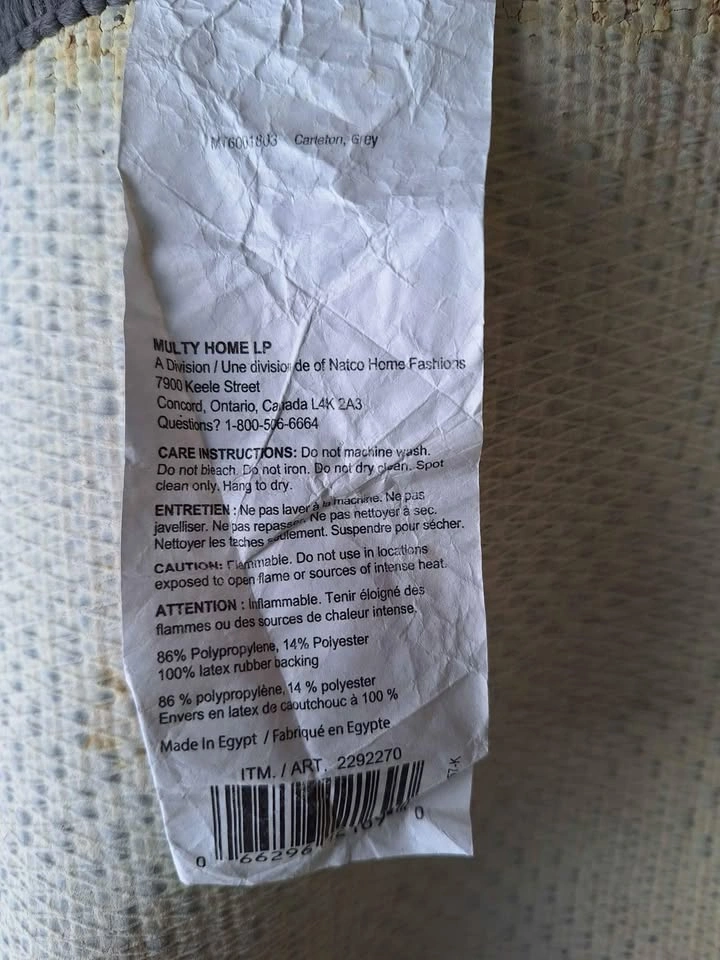 MT6001803 Carleton, Grey
MULTY HOME LP
A Division / Une division de of Natco Home Fashions
7900 Keele Street
Concord, Ontario, Canada L4K 2A3
Questions? 1-800-506-6664
CARE INSTRUCTIONS: Do not machine wash.
Do not bleach. Do not iron. Do not dry clean. Spot
clean only. Hang to dry.
ENTRETIEN : Ne pas laver à la machine. Ne pas
javelliser. Ne pas repasser. Ne pas nettoyer à sec.
Nettoyer les taches seulement. Suspendre pour sécher.
CAUTION: Flammable. Do not use in locations
exposed to open flame or sources of intense heat.
ATTENTION : Inflammable. Tenir éloigné des
flammes ou des sources de chaleur intense.
86% Polypropylene, 14% Polyester
100% latex rubber backing
86 % polypropylène, 14 % polyester
Envers en latex de caoutchouc à 100 %
Made In Egypt / Fabriqué en Egypte
ITM. / ART. 2292270
0 66296 0